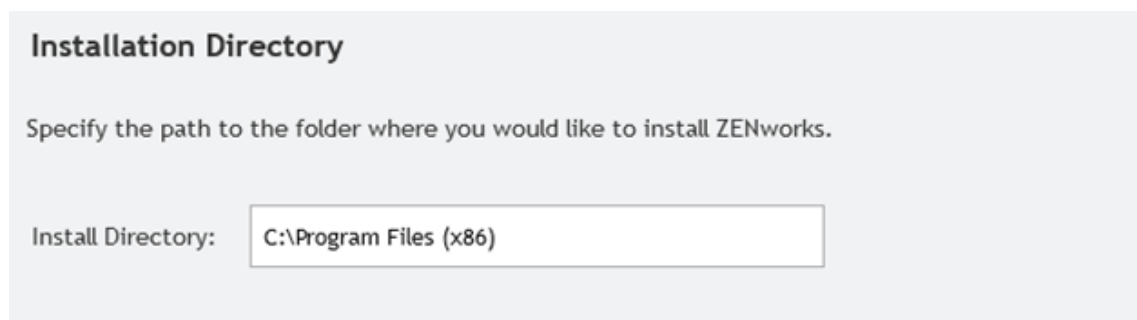 Installation Directory
Specify the path to the folder where you would like to install ZENworks.
Install Directory: C:\Program Files (x86)